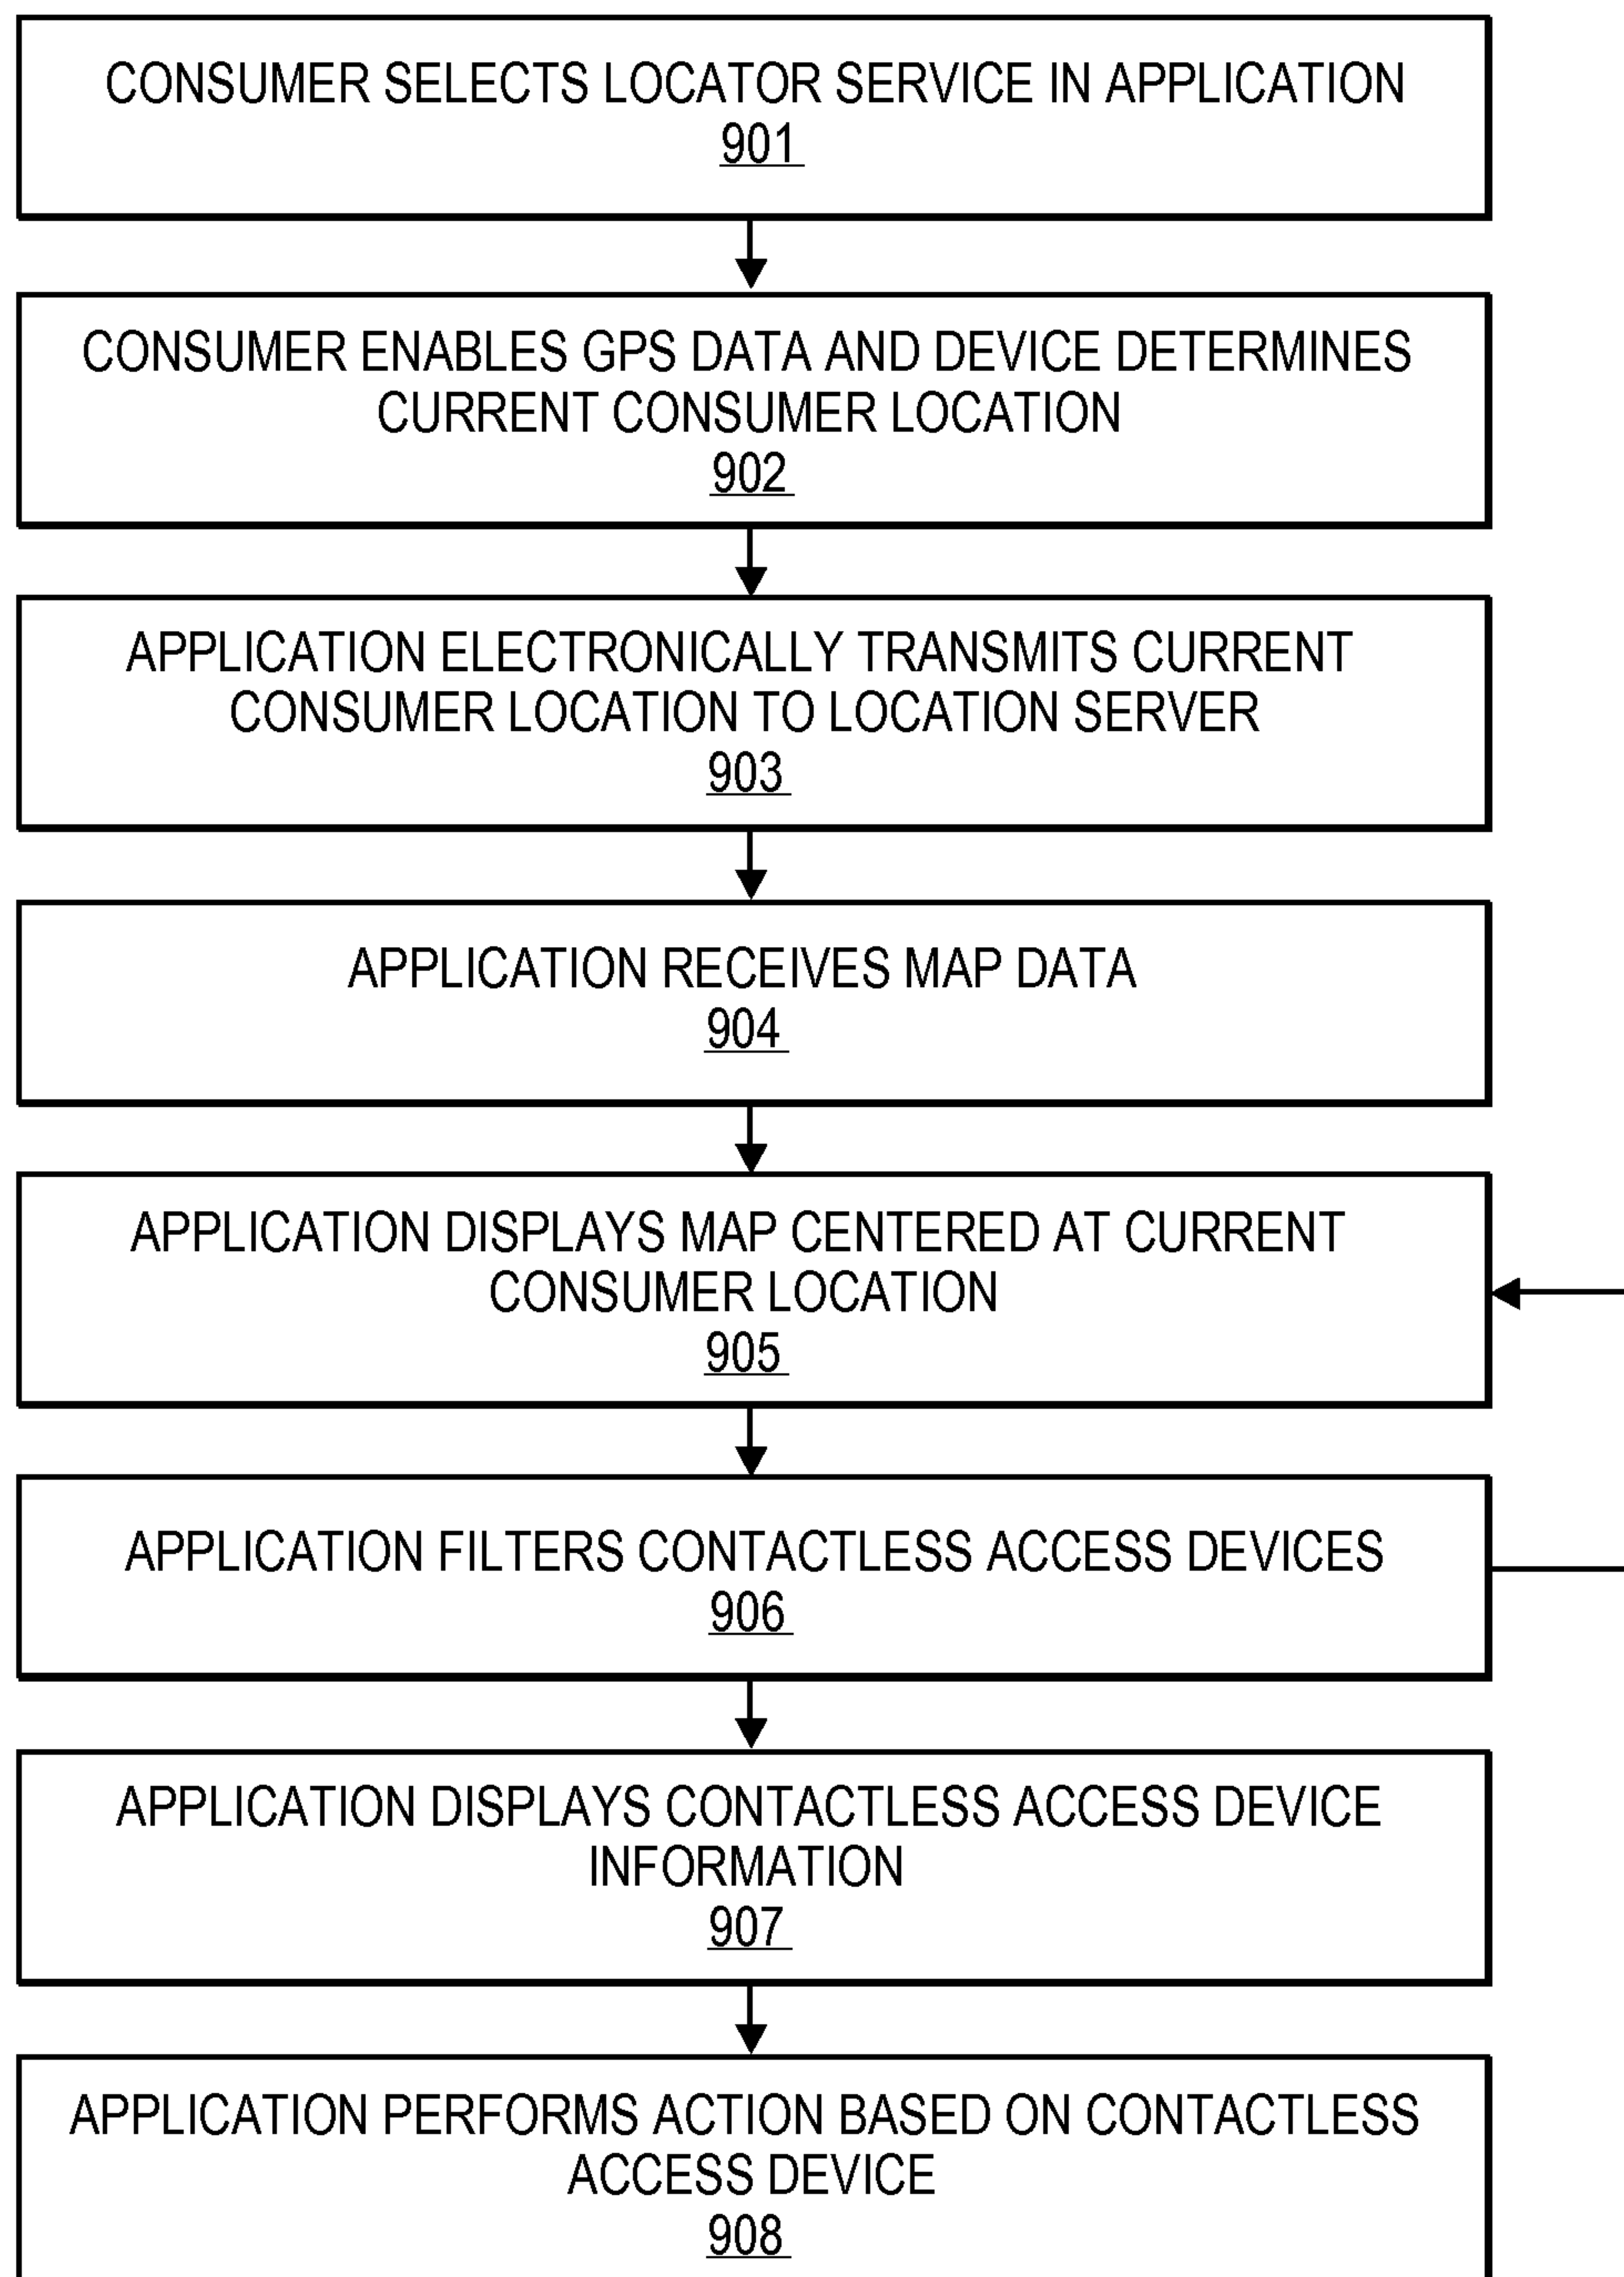 CONSUMER SELECTS LOCATOR SERVICE IN APPLICATION
901
CONSUMER ENABLES GPS DATA AND DEVICE DETERMINES
CURRENT CONSUMER LOCATION
902
APPLICATION ELECTRONICALLY TRANSMITS CURRENT
CONSUMER LOCATION TO LOCATION SERVER
903
APPLICATION RECEIVES MAP DATA
904
APPLICATION DISPLAYS MAP CENTERED AT CURRENT
CONSUMER LOCATION
905
APPLICATION FILTERS CONTACTLESS ACCESS DEVICES
906
APPLICATION DISPLAYS CONTACTLESS ACCESS DEVICE
INFORMATION
907
APPLICATION PERFORMS ACTION BASED ON CONTACTLESS
ACCESS DEVICE
908